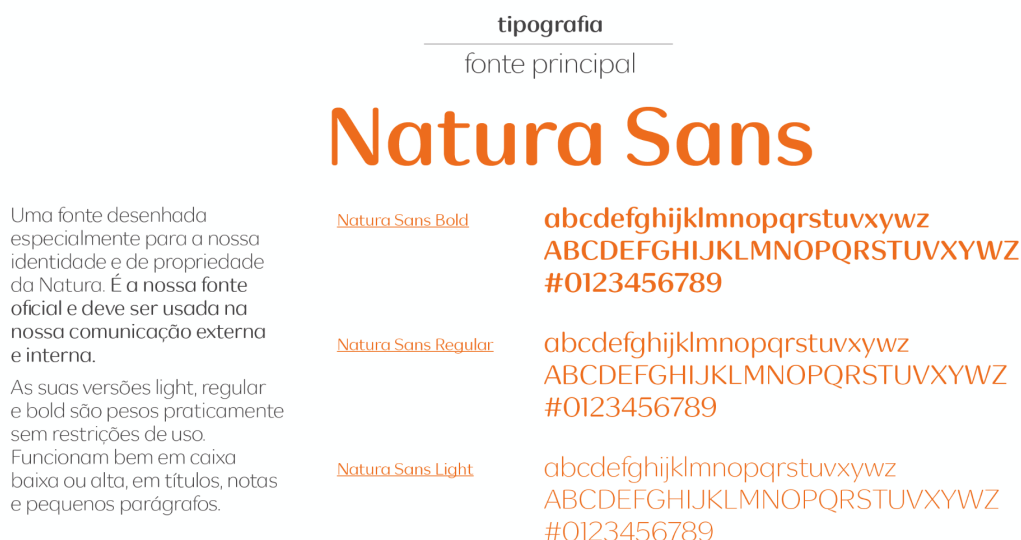 tipografia
fonte principal
Natura Sans
Uma fonte desenhada
especialmente para a nossa
identidade e de propriedade
da Natura. É a nossa fonte
oficial e deve ser usada na
nossa comunicação externa
e interna.
As suas versões light, regular
e bold são pesos praticamente
sem restrições de uso.
Funcionam bem em caixa
baixa ou alta, em títulos, notas
e pequenos parágrafos.
Natura Sans Bold
abcdefghijklmnopqrstuvxywz
ABCDEFGHIJKLMNOPQRSTUVXYWZ
#0123456789
Natura Sans Regular
abcdefghijklmnopqrstuvxywz
ABCDEFGHIJKLMNOPQRSTUVXYWZ
#0123456789
Natura Sans Light
abcdefghijklmnopqrstuvxywz
ABCDEFGHIJKLMNOPQRSTUVXYWZ
#0123456789